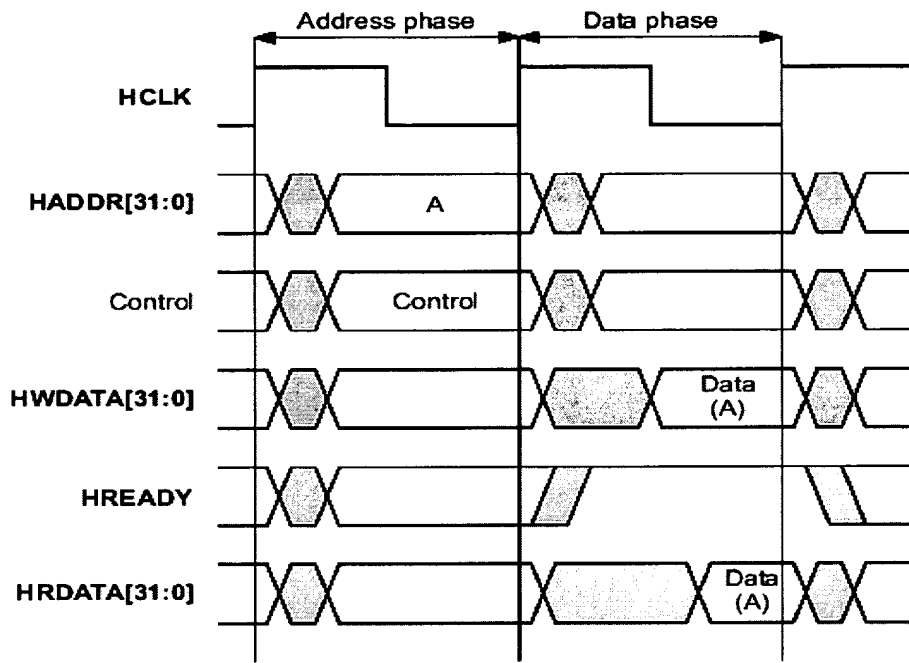 Address phase Data phase
HCLK
HADDR[31:0] A
Control Control
HWDATA[31:0] Data
(A)
HREADY
HRDATA[31:0] Data
(A)